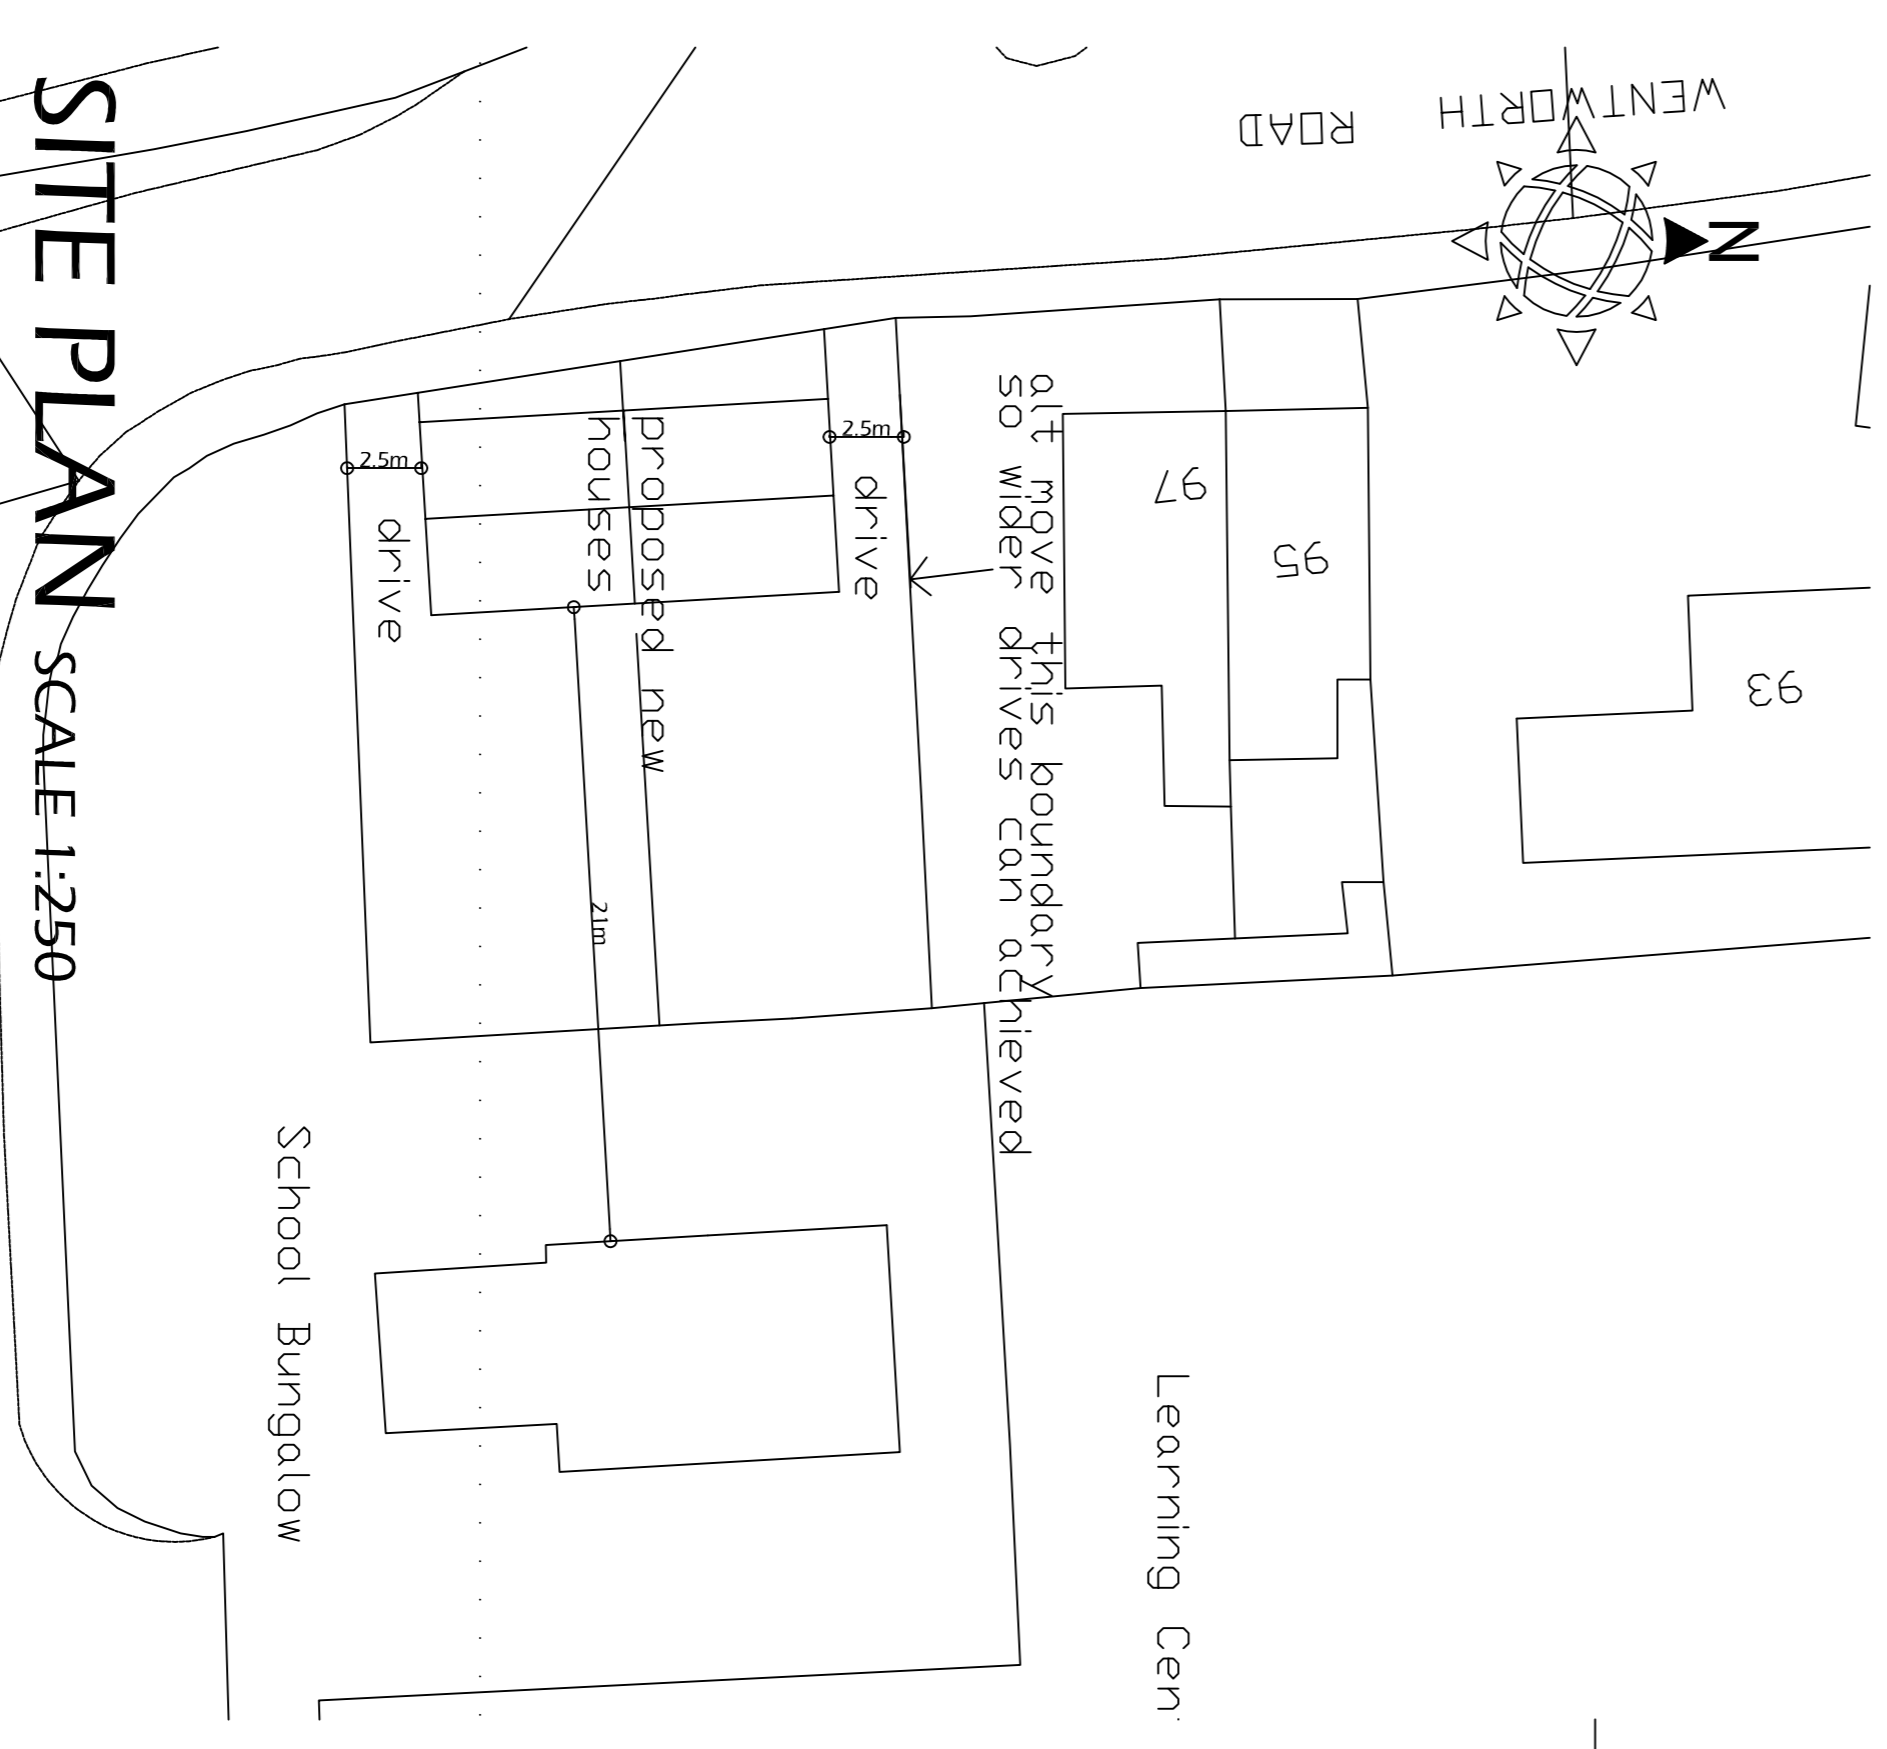 SITE PLAN SCALE 1:250
WENTWORTH ROAD
N
2.5m
2.5m
drive
drive
proposed new
houses
alt move this boundary
so wider drives can achieved
97
95
93
21m
School Bungalow
Learning Cen